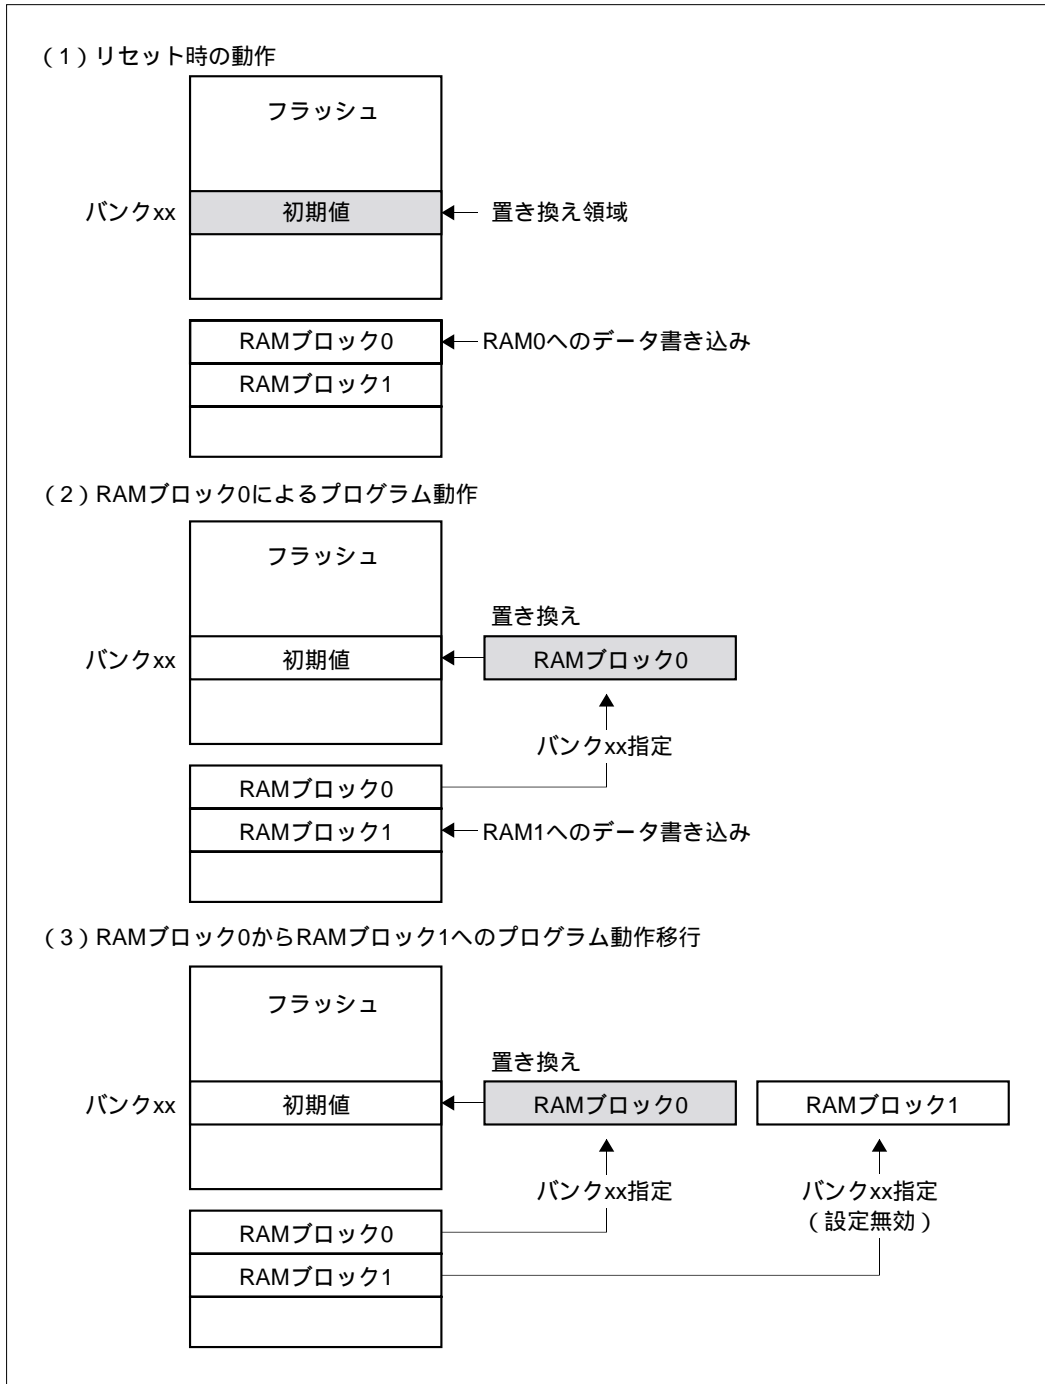 （1）リセット時の動作
フラッシュ
バンクxx
初期値
置き換え領域
RAMブロック0
RAM0へのデータ書き込み
RAMブロック1
（2）RAMブロック0によるプログラム動作
フラッシュ
置き換え
バンクxx
初期値
RAMブロック0
バンクxx指定
RAMブロック0
RAMブロック1
RAM1へのデータ書き込み
（3）RAMブロック0からRAMブロック1へのプログラム動作移行
フラッシュ
置き換え
バンクxx
初期値
RAMブロック0
RAMブロック1
バンクxx指定
バンクxx指定
（設定無効）
RAMブロック0
RAMブロック1